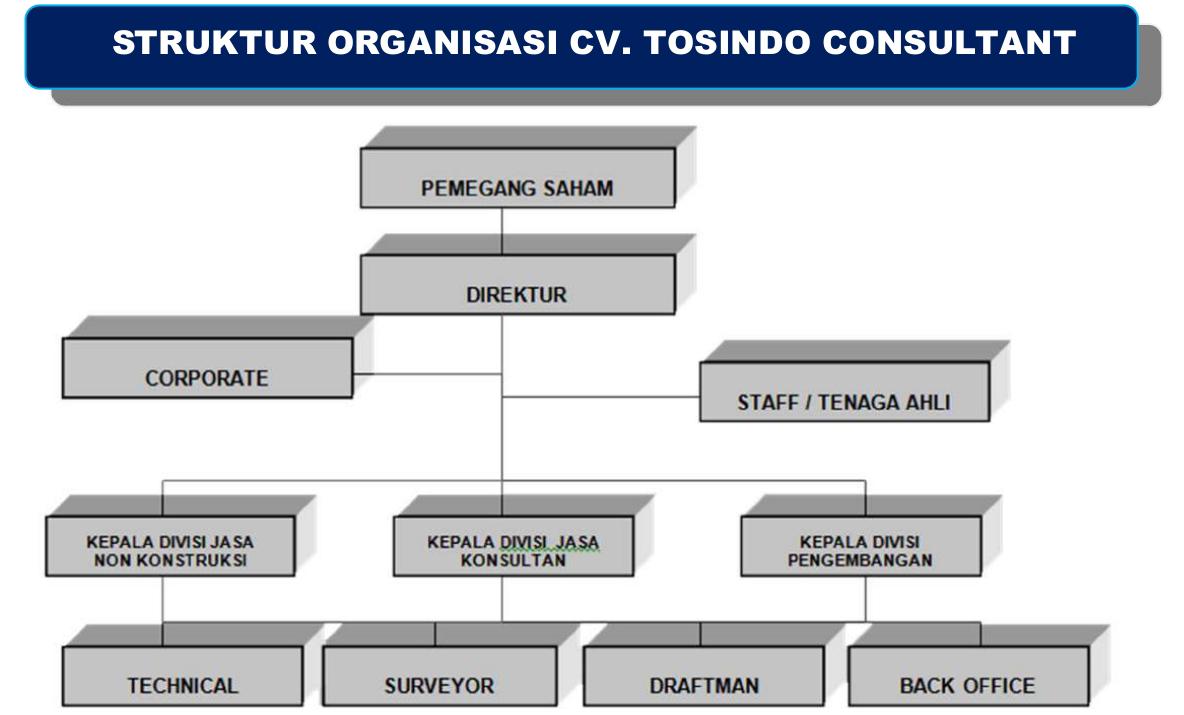 STRUKTUR ORGANISASI CV. TOSINDO CONSULTANT
PEMEGANG SAHAM
DIREKTUR
CORPORATE
STAFF / TENAGA AHLI
KEPALA DIVISI JASA
NON KONSTRUKSI
KEPALA DIVISI JASA
KONSULTAN
KEPALA DIVISI
PENGEMBANGAN
TECHNICAL
SURVEYOR
DRAFTMAN
BACK OFFICE